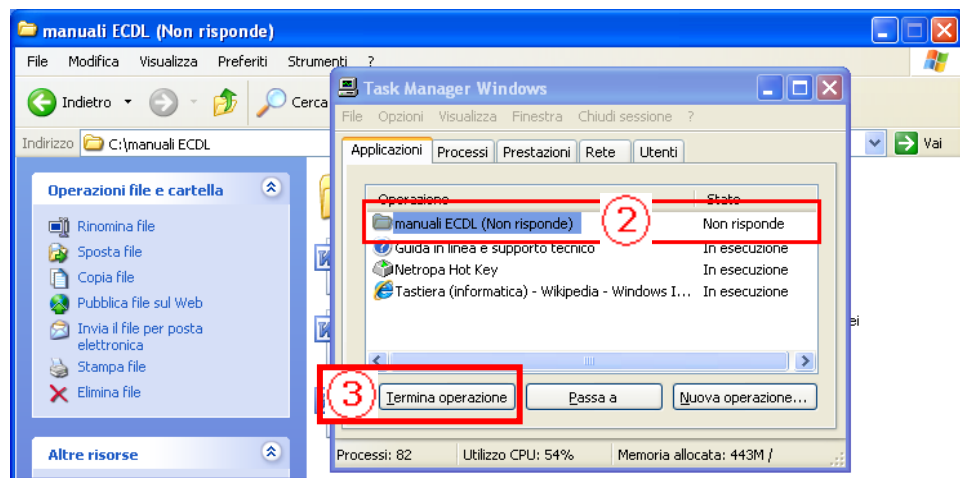 manuali ECDL (Non risponde)
File Modifica Visualizza Preferiti Strumenti ?
Indietro
Cerca
Indirizzo C:\manuali ECDL
Vai
Operazioni file e cartella
Rinomina file
Sposta file
Copia file
Pubblica file sul Web
Invia il file per posta
elettronica
Stampa file
Elimina file
Altre risorse
Task Manager Windows
File Opzioni Visualizza Finestra Chiudi sessione ?
Applicazioni Processi Prestazioni Rete Utenti
Operazione Stato
manuali ECDL (Non risponde) 2 Non risponde
Guida in linea e supporto tecnico In esecuzione
Netropa Hot Key In esecuzione
Tastiera (informatica) - Wikipedia - Windows I... In esecuzione
ei
3 Termina operazione Passa a Nuova operazione...
Processi: 82 Utilizzo CPU: 54% Memoria allocata: 443M /